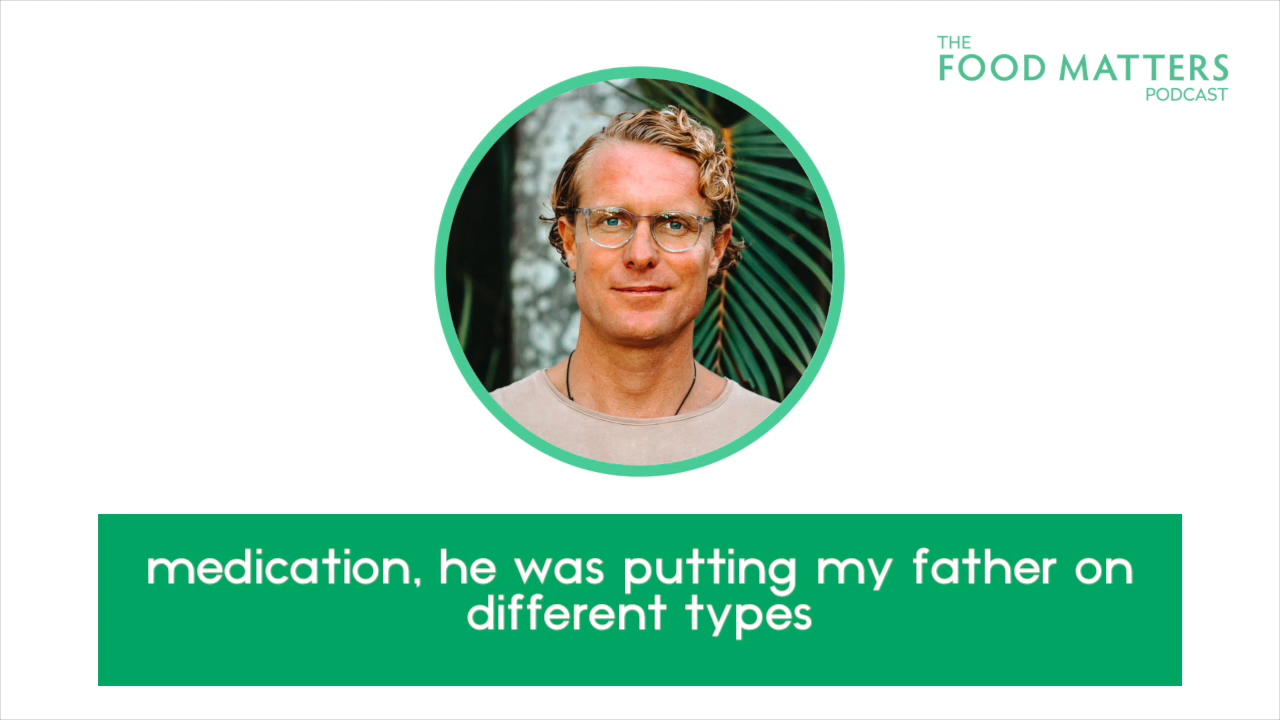 THE
FOOD MATTERS
PODCAST
medication, he was putting my father on
different types